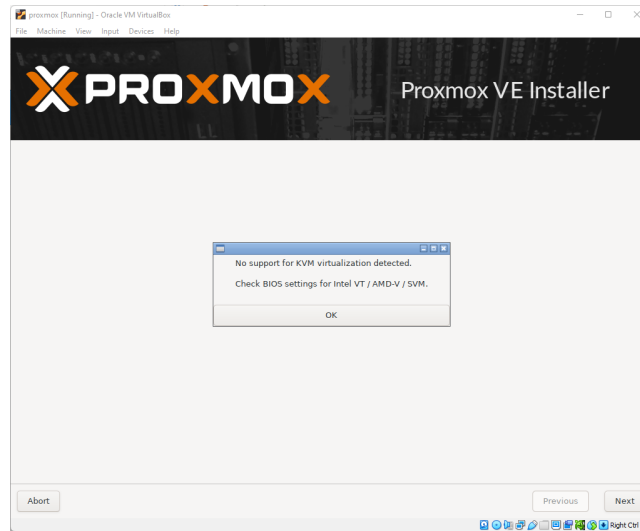 proxmox [Running] - Oracle VM VirtualBox
File Machine View Input Devices Help
PROXMOX
Proxmox VE Installer
No support for KVM virtualization detected.
Check BIOS settings for Intel VT / AMD-V / SVM.
OK
Abort
Previous
Next
Right Ctrl